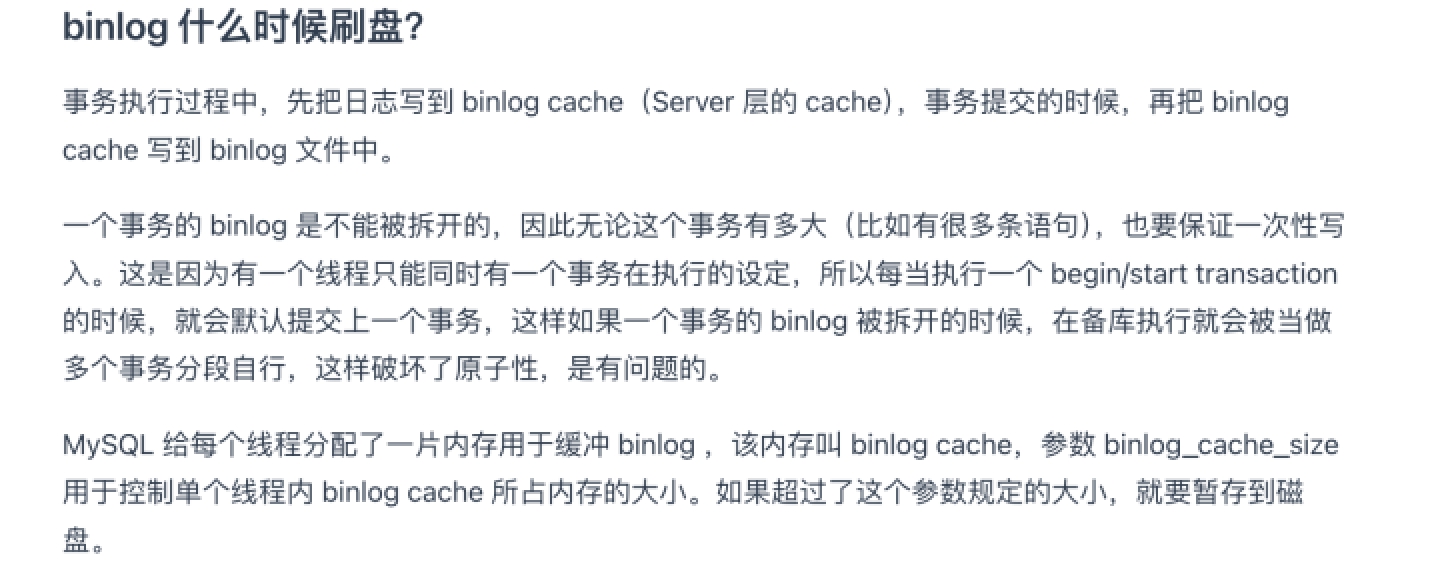 binlog 什么时候刷盘？
事务执行过程中，先把日志写到 binlog cache（Server 层的 cache），事务提交的时候，再把 binlog
cache 写到 binlog 文件中。
一个事务的 binlog 是不能被拆开的，因此无论这个事务有多大（比如有很多条语句），也要保证一次性写
入。这是因为有一个线程只能同时有一个事务在执行的设定，所以每当执行一个 begin/start transaction
的时候，就会默认提交上一个事务，这样如果一个事务的 binlog 被拆开的时候，在备库执行就会被当做
多个事务分段自行，这样破坏了原子性，是有问题的。
MySQL 给每个线程分配了一片内存用于缓冲 binlog ，该内存叫 binlog cache，参数 binlog_cache_size
用于控制单个线程内 binlog cache 所占内存的大小。如果超过了这个参数规定的大小，就要暂存到磁
盘。